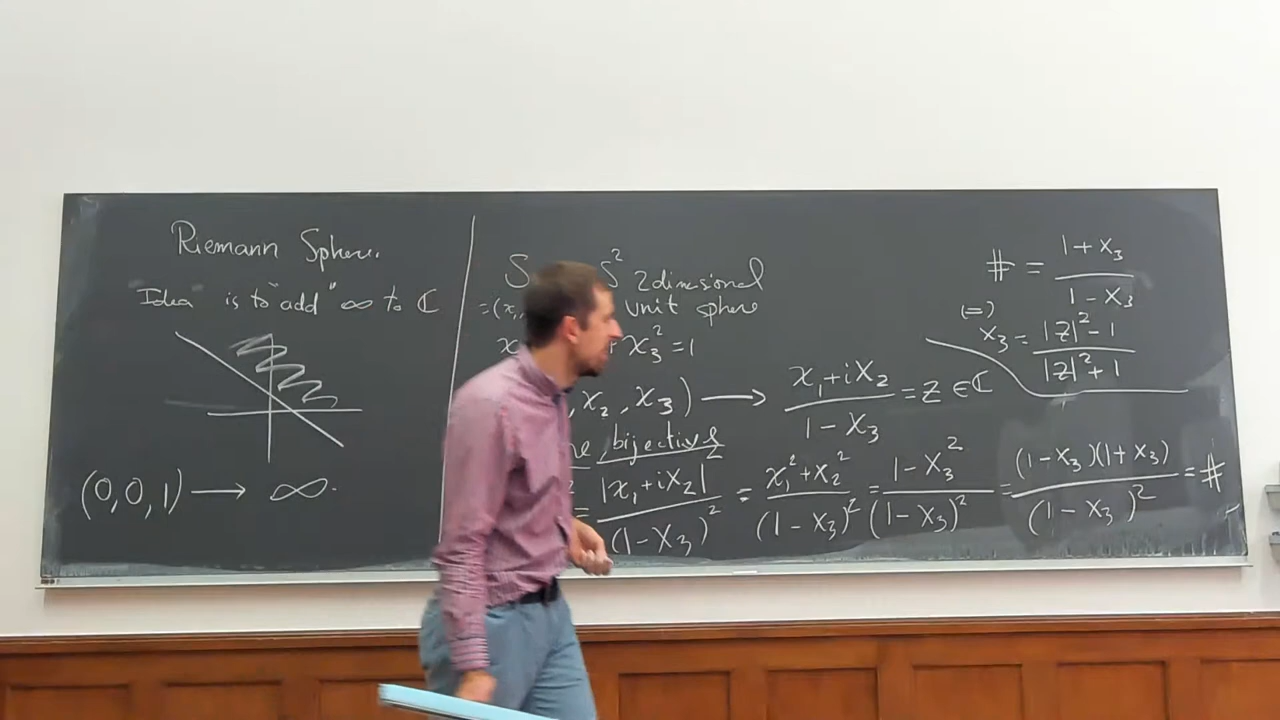 Riemann Sphere.
Idea is to "add" ∞ to ℂ
(0,0,1) → ∞.
S S² 2dimensional
=(x, unit sphere
x + x₃² = 1
, x₂, x₃) → (x₁+ix₂)/(1-x₃) = z ∈ ℂ
bijective
= |x₁+ix₂|²/(1-x₃)² = (x₁²+x₂²)/(1-x₃)² = (1-x₃²)/(1-x₃)² = ((1-x₃)(1+x₃))/(1-x₃)² = #
# = (1+x₃)/(1-x₃)
(=)
x₃ = (|z|²-1)/(|z|²+1)